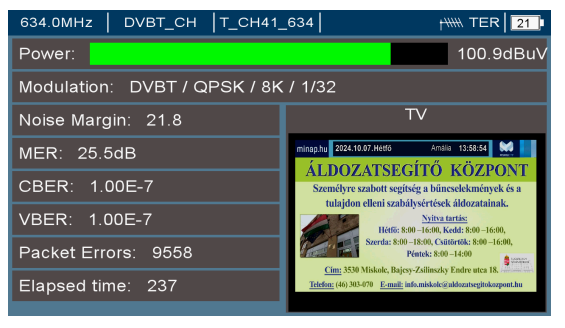 634.0MHz DVBT_CH T_CH41_634 TER 21
Power: 100.9dBuV
Modulation: DVBT / QPSK / 8K / 1/32
Noise Margin: 21.8
MER: 25.5dB
CBER: 1.00E-7
VBER: 1.00E-7
Packet Errors: 9558
Elapsed time: 237
TV
minap.hu 2024.10.07.Hétfő Amália 13:58:54
ÁLDOZATSEGÍTŐ KÖZPONT
Személyre szabott segítség a bűncselekmények és a
tulajdon elleni szabálysértések áldozatainak.
Nyitva tartás:
Hétfő: 8:00 –16:00, Kedd: 8:00 –16:00,
Szerda: 8:00 –18:00, Csütörtök: 8:00 –16:00,
Péntek: 8:00 –14:00
Cím: 3530 Miskolc, Bajcsy-Zsilinszky Endre utca 18.
Telefon: (46) 303-070 E-mail: info.miskolc@aldozatsegitokozpont.hu